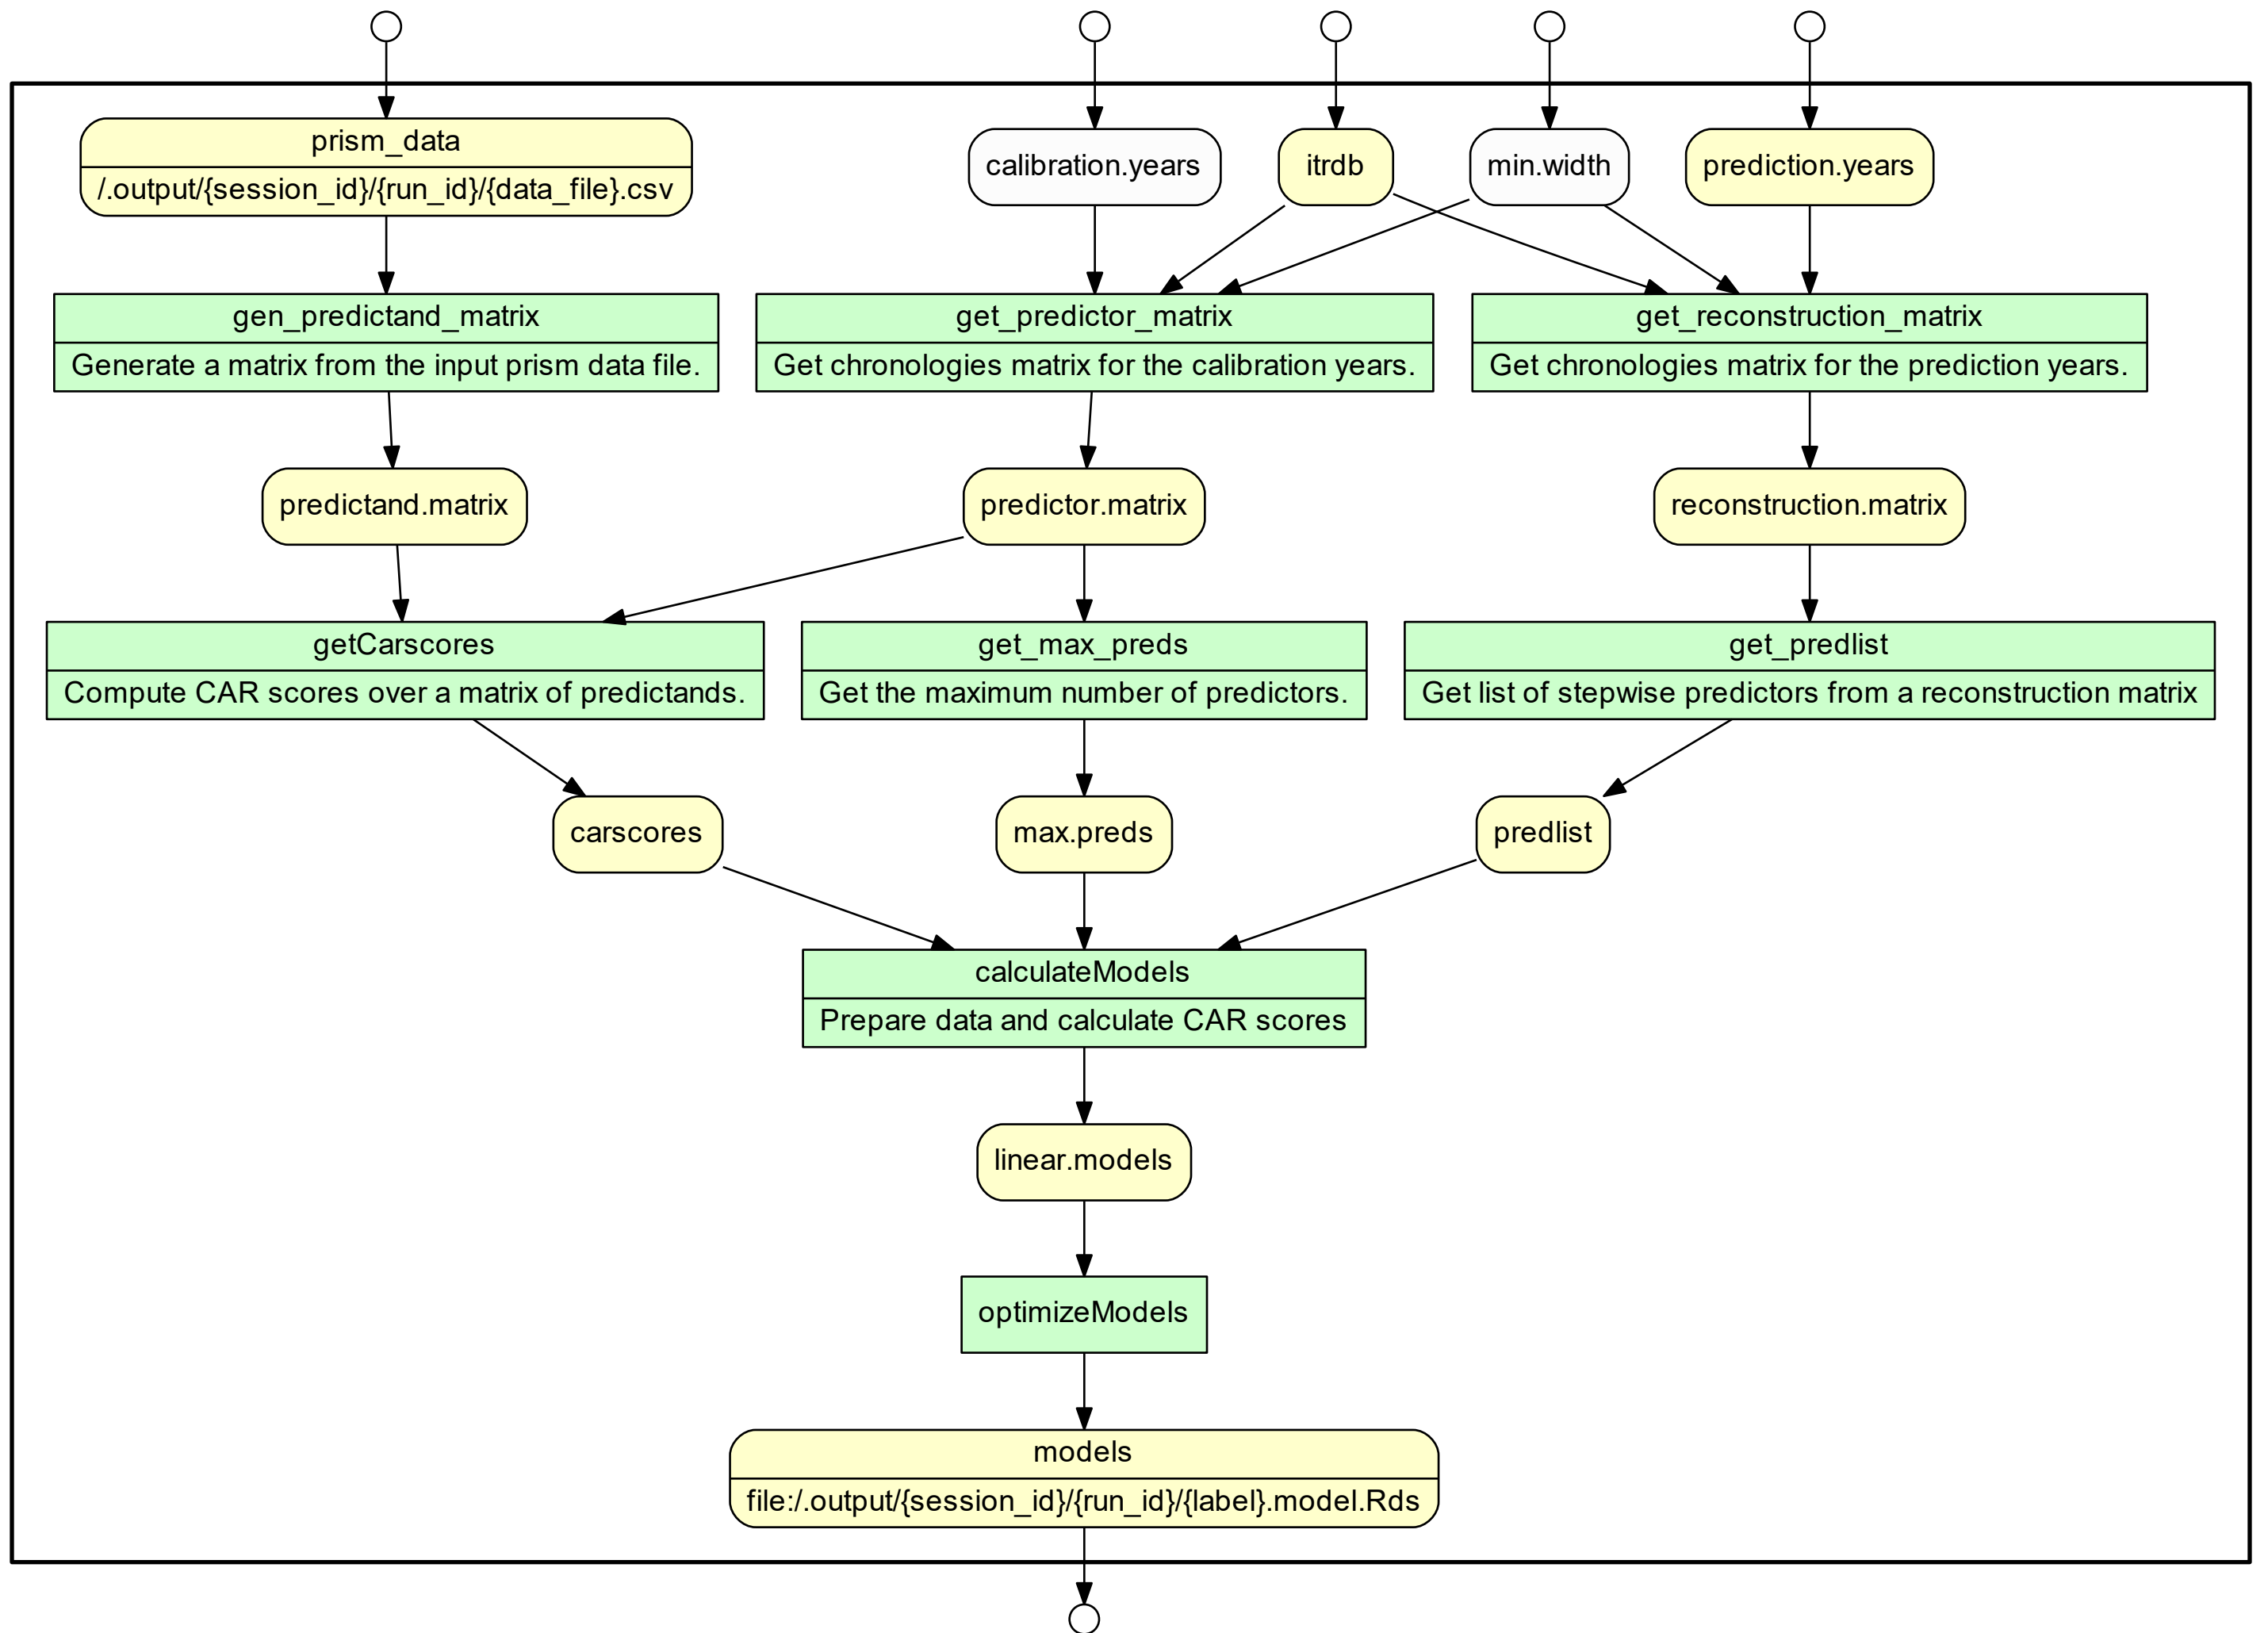 prism_data
/.output/{session_id}/{run_id}/{data_file}.csv
calibration.years
itrdb
min.width
prediction.years
gen_predictand_matrix
Generate a matrix from the input prism data file.
get_predictor_matrix
Get chronologies matrix for the calibration years.
get_reconstruction_matrix
Get chronologies matrix for the prediction years.
predictand.matrix
predictor.matrix
reconstruction.matrix
getCarscores
Compute CAR scores over a matrix of predictands.
get_max_preds
Get the maximum number of predictors.
get_predlist
Get list of stepwise predictors from a reconstruction matrix
carscores
max.preds
predlist
calculateModels
Prepare data and calculate CAR scores
linear.models
optimizeModels
models
file:/.output/{session_id}/{run_id}/{label}.model.Rds